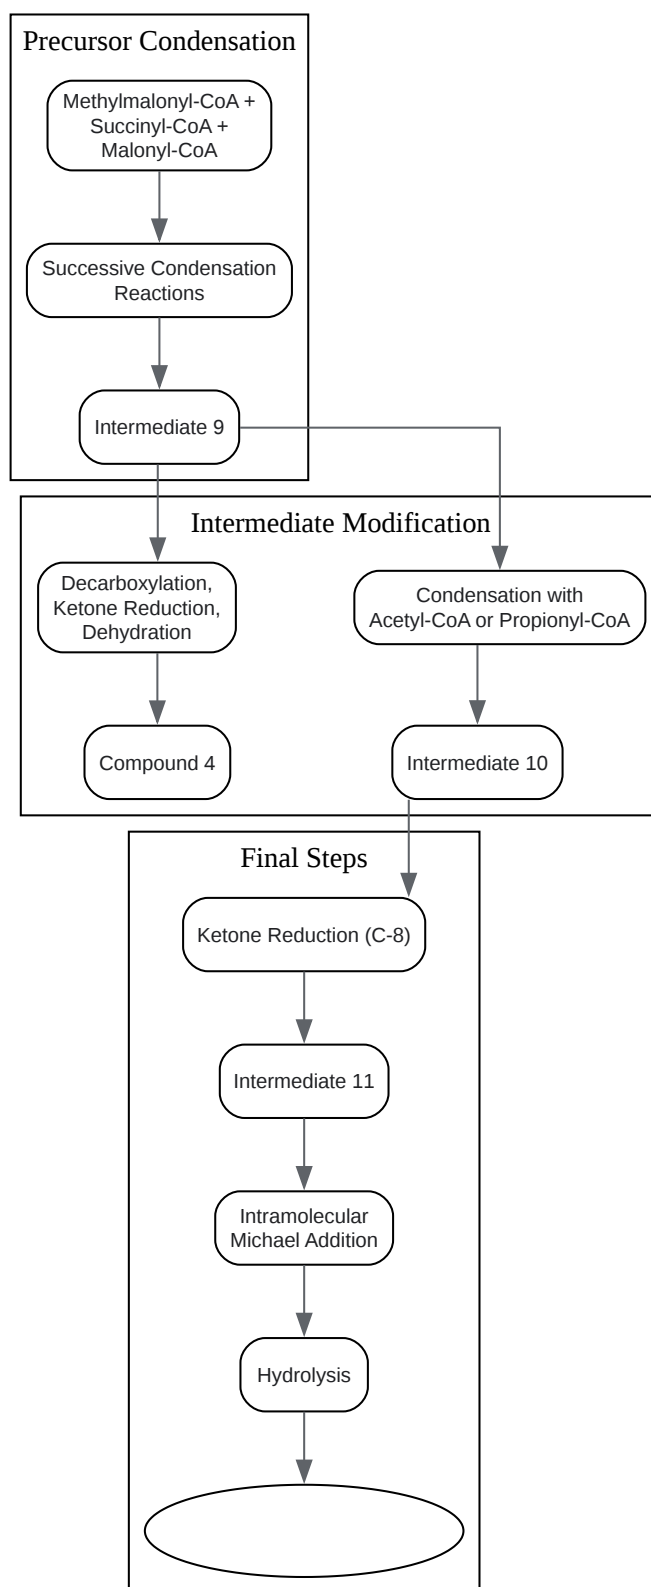 Precursor Condensation
Methylmalonyl-CoA +
Succinyl-CoA +
Malonyl-CoA
Successive Condensation
Reactions
Intermediate 9
Intermediate Modification
Decarboxylation,
Ketone Reduction,
Dehydration
Condensation with
Acetyl-CoA or Propionyl-CoA
Compound 4
Intermediate 10
Final Steps
Ketone Reduction (C-8)
Intermediate 11
Intramolecular
Michael Addition
Hydrolysis